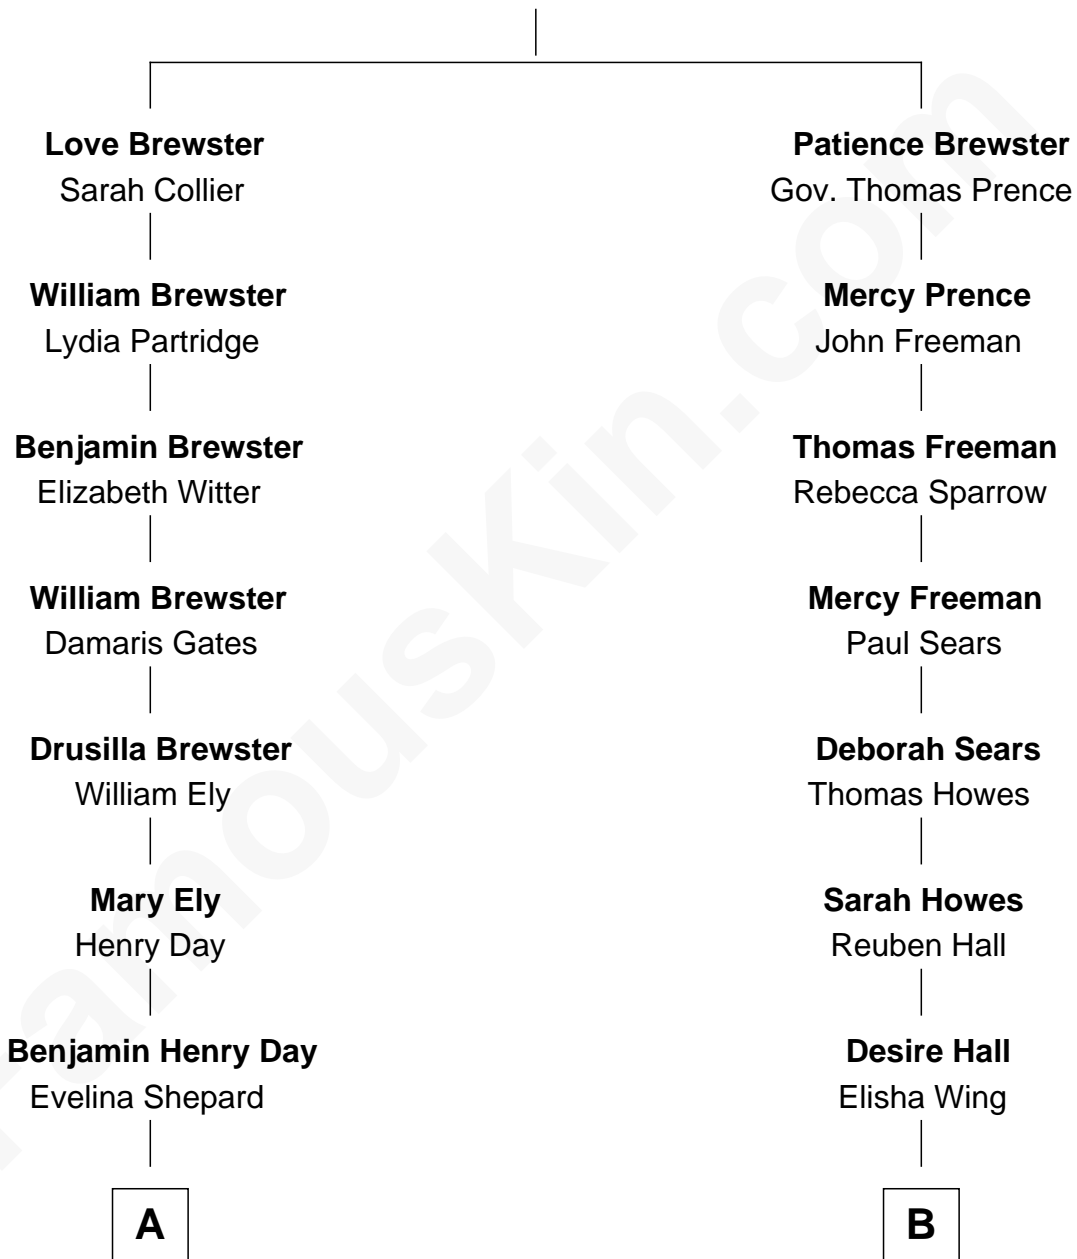 Love Brewster
Sarah Collier
William Brewster
Lydia Partridge
Benjamin Brewster
Elizabeth Witter
William Brewster
Damaris Gates
Drusilla Brewster
William Ely
Mary Ely
Henry Day
Benjamin Henry Day
Evelina Shepard
A
Patience Brewster
Gov. Thomas Prence
Mercy Prence
John Freeman
Thomas Freeman
Rebecca Sparrow
Mercy Freeman
Paul Sears
Deborah Sears
Thomas Howes
Sarah Howes
Reuben Hall
Desire Hall
Elisha Wing
B
FamousKin.com